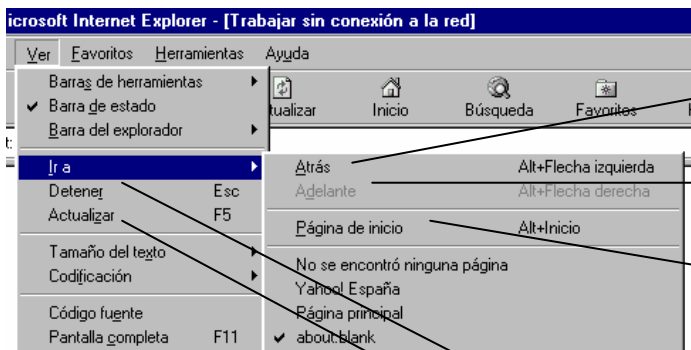 icrosoft Internet Explorer - [Trabajar sin conexión a la red]
Ver Favoritos Herramientas Ayuda
Barras de herramientas
Barra de estado
Barra del explorador
tualizar Inicio Búsqueda Favoritos
t:
Ir a
Detener Esc
Actualizar F5
Tamaño del texto
Codificación
Código fuente
Pantalla completa F11
Atrás Alt+Flecha izquierda
Adelante Alt+Flecha derecha
Página de inicio Alt+Inicio
No se encontró ninguna página
Yahoo! España
Página principal
about:blank